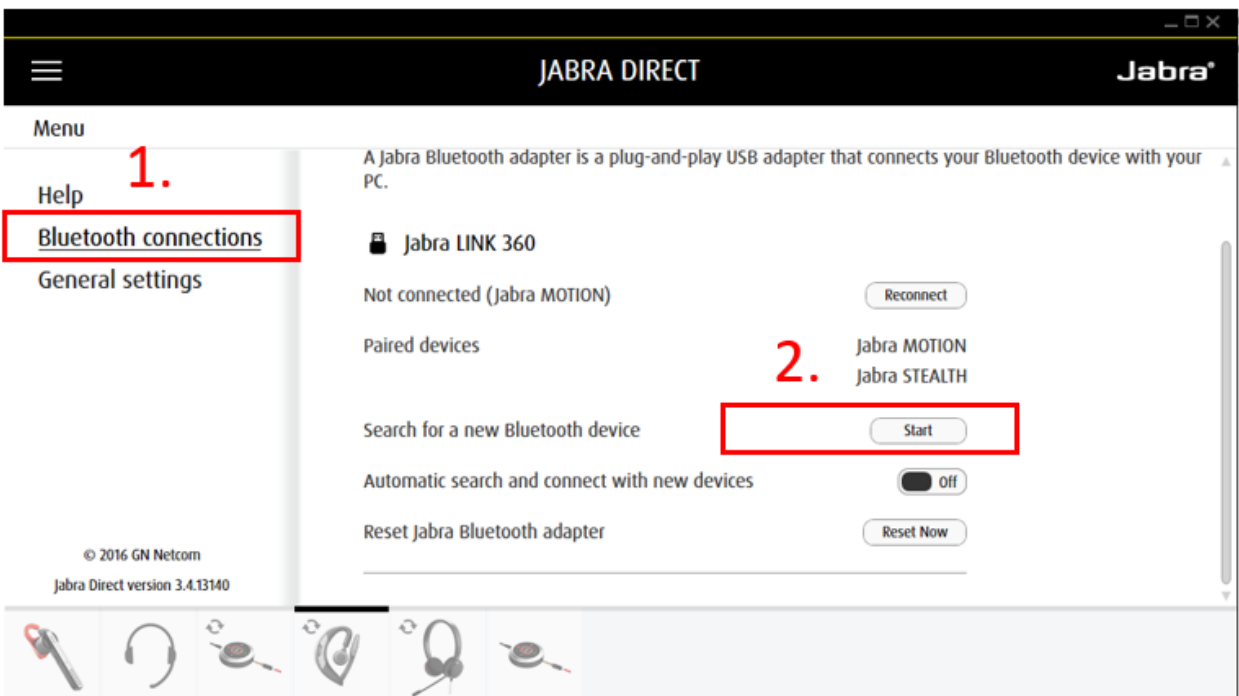 JABRA DIRECT
Jabra®
Menu
1.
Help
Bluetooth connections
General settings
© 2016 GN Netcom
Jabra Direct version 3.4.13140
A Jabra Bluetooth adapter is a plug-and-play USB adapter that connects your Bluetooth device with your
PC.
Jabra LINK 360
Not connected (Jabra MOTION)
Reconnect
Paired devices
Jabra MOTION
Jabra STEALTH
2.
Search for a new Bluetooth device
Start
Automatic search and connect with new devices
Off
Reset Jabra Bluetooth adapter
Reset Now